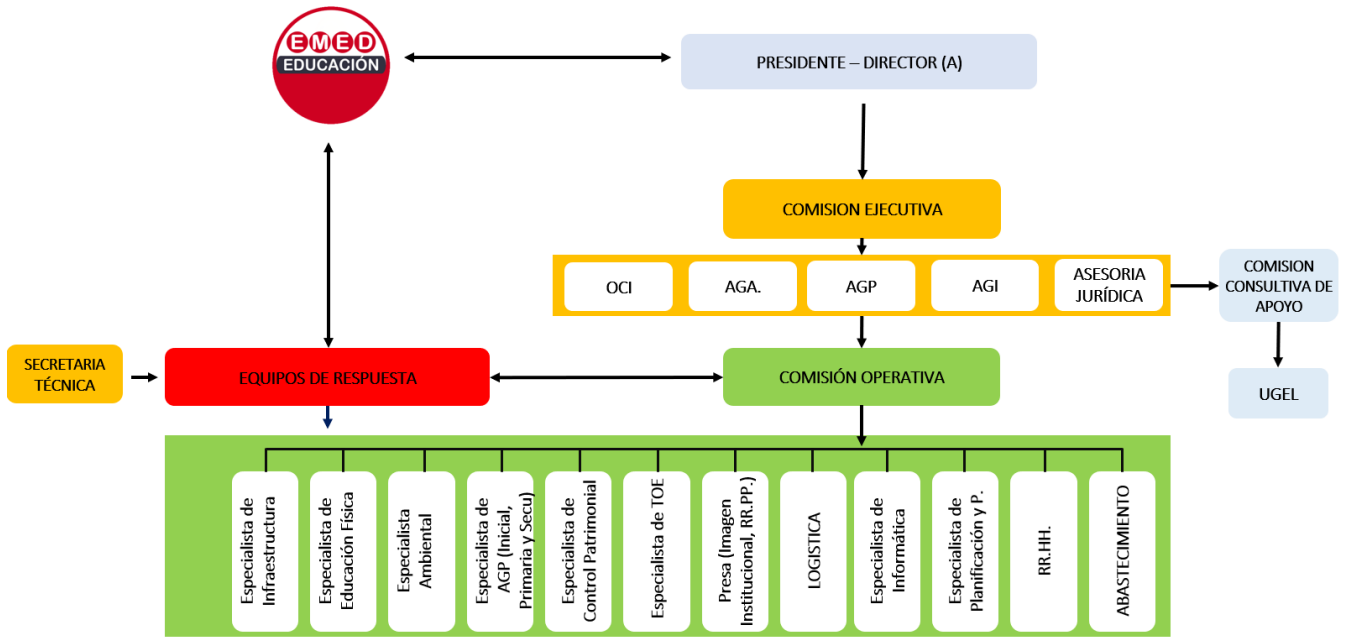 EMED
EDUCACIÓN
PRESIDENTE – DIRECTOR (A)
COMISION EJECUTIVA
OCI
AGA.
AGP
AGI
ASESORIA
JURÍDICA
COMISION
CONSULTIVA DE
APOYO
UGEL
SECRETARIA
TÉCNICA
EQUIPOS DE RESPUESTA
COMISIÓN OPERATIVA
Especialista de
Infraestructura
Especialista de
Educación Física
Especialista
Ambiental
Especialista de
AGP (Inicial,
Primaria y Secu)
Especialista de
Control Patrimonial
Especialista de TOE
Presa (Imagen
Institucional, RR.PP.)
LOGISTICA
Especialista de
Informática
Especialista de
Planificación y P.
RR.HH.
ABASTECIMIENTO